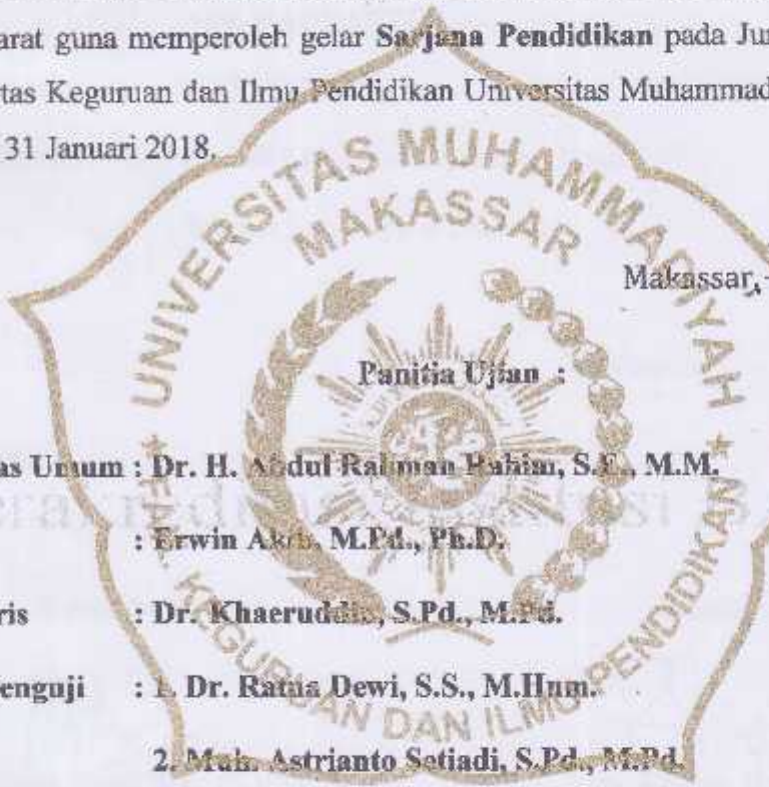 arat guna memperoleh gelar Sarjana Pendidikan pada Ju
tas Keguruan dan Ilmu Pendidikan Universitas Muhammad
31 Januari 2018.
UNIVERSITAS MUHAMMADIYAH
MAKASSAR
Makassar,
Panitia Ujian :
as Umum : Dr. H. Abdul Rahman Rahim, S.E., M.M.
: Erwin Akib, M.Pd., Ph.D.
ris : Dr. Khaeruddin, S.Pd., M.Pd.
enguji : 1. Dr. Ratna Dewi, S.S., M.Hum.
2. Muh. Astrianto Setiadi, S.Pd., M.Pd.
KEGURUAN DAN ILMU PENDIDIKAN